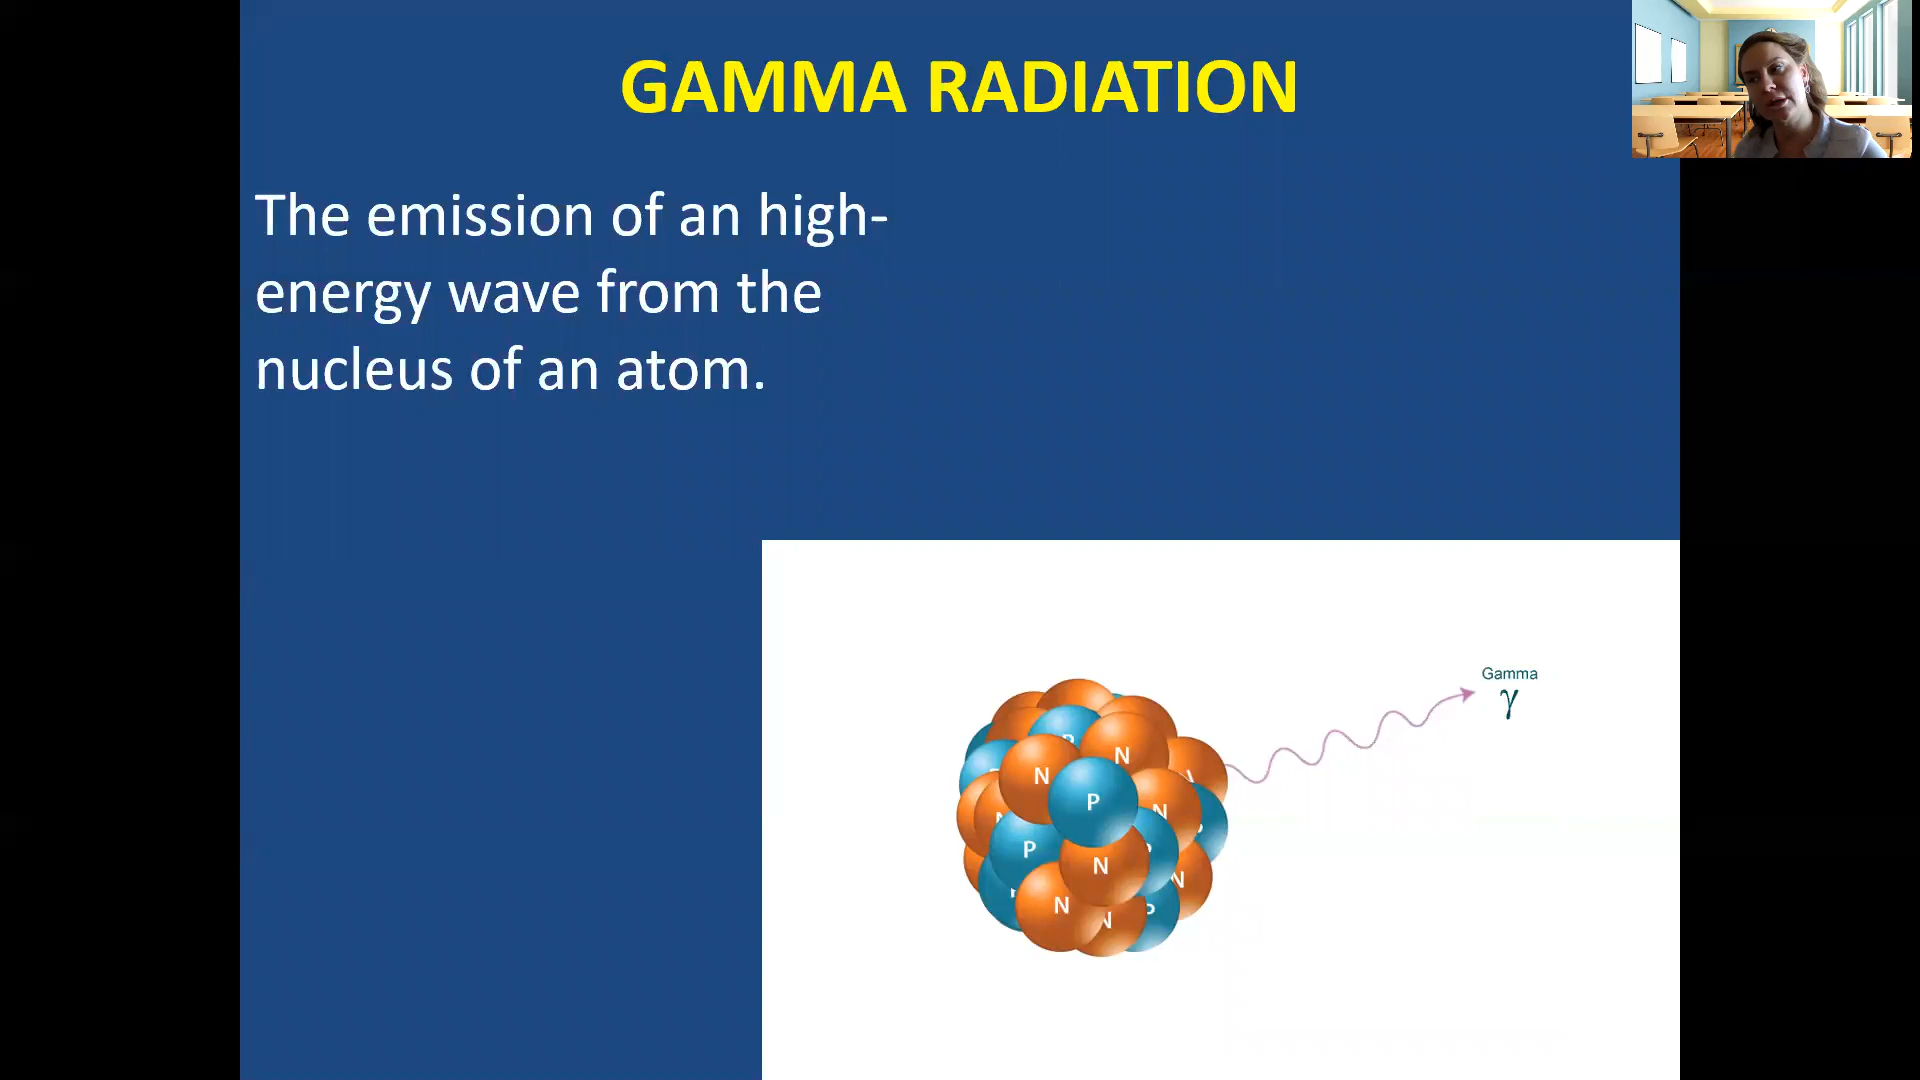 GAMMA RADIATION
The emission of an high-
energy wave from the
nucleus of an atom.
Gamma
γ
N
N
P
N
P
N
N
N
N